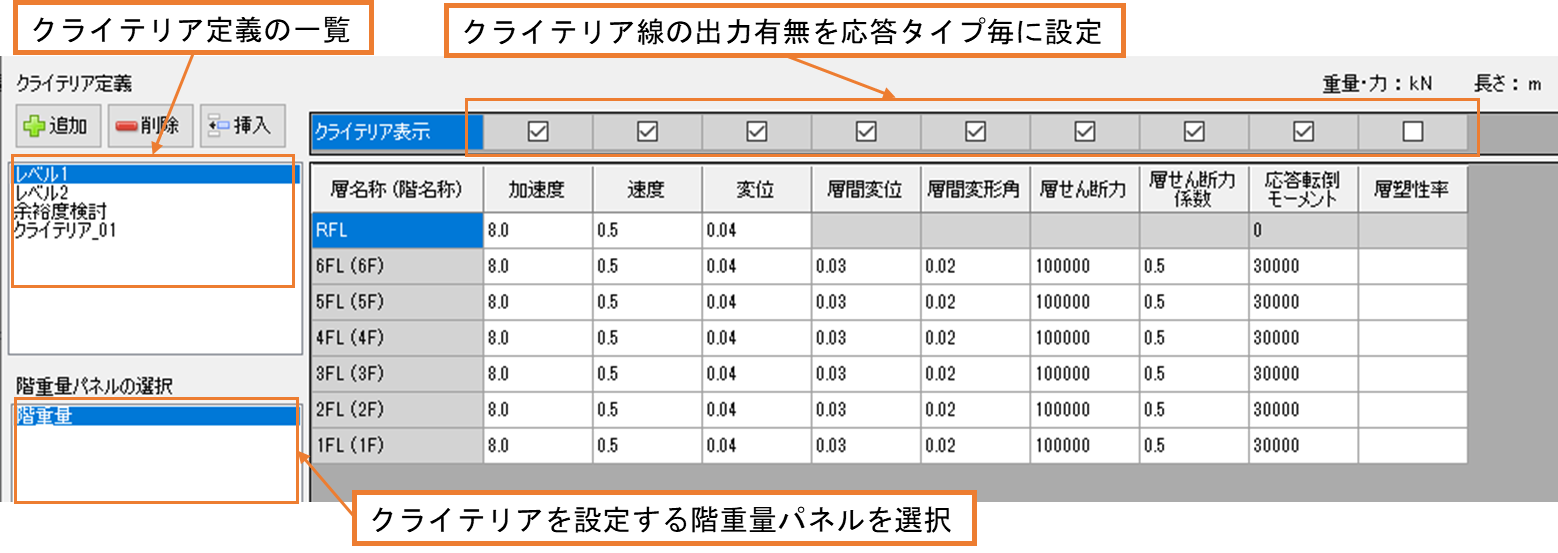 クライテリア定義の一覧
クライテリア線の出力有無を応答タイプ毎に設定
クライテリア定義
重量・力：kN 長さ：m
追加 削除 挿入
クライテリア表示
レベル1
レベル2
余裕度検討
クライテリア_01
層名称（階名称） 加速度 速度 変位 層間変位 層間変形角 層せん断力 層せん断力係数 応答転倒モーメント 層塑性率
RFL 8.0 0.5 0.04 0
6FL (6F) 8.0 0.5 0.04 0.03 0.02 100000 0.5 30000
5FL (5F) 8.0 0.5 0.04 0.03 0.02 100000 0.5 30000
4FL (4F) 8.0 0.5 0.04 0.03 0.02 100000 0.5 30000
3FL (3F) 8.0 0.5 0.04 0.03 0.02 100000 0.5 30000
2FL (2F) 8.0 0.5 0.04 0.03 0.02 100000 0.5 30000
1FL (1F) 8.0 0.5 0.04 0.03 0.02 100000 0.5 30000
階重量パネルの選択
階重量
クライテリアを設定する階重量パネルを選択